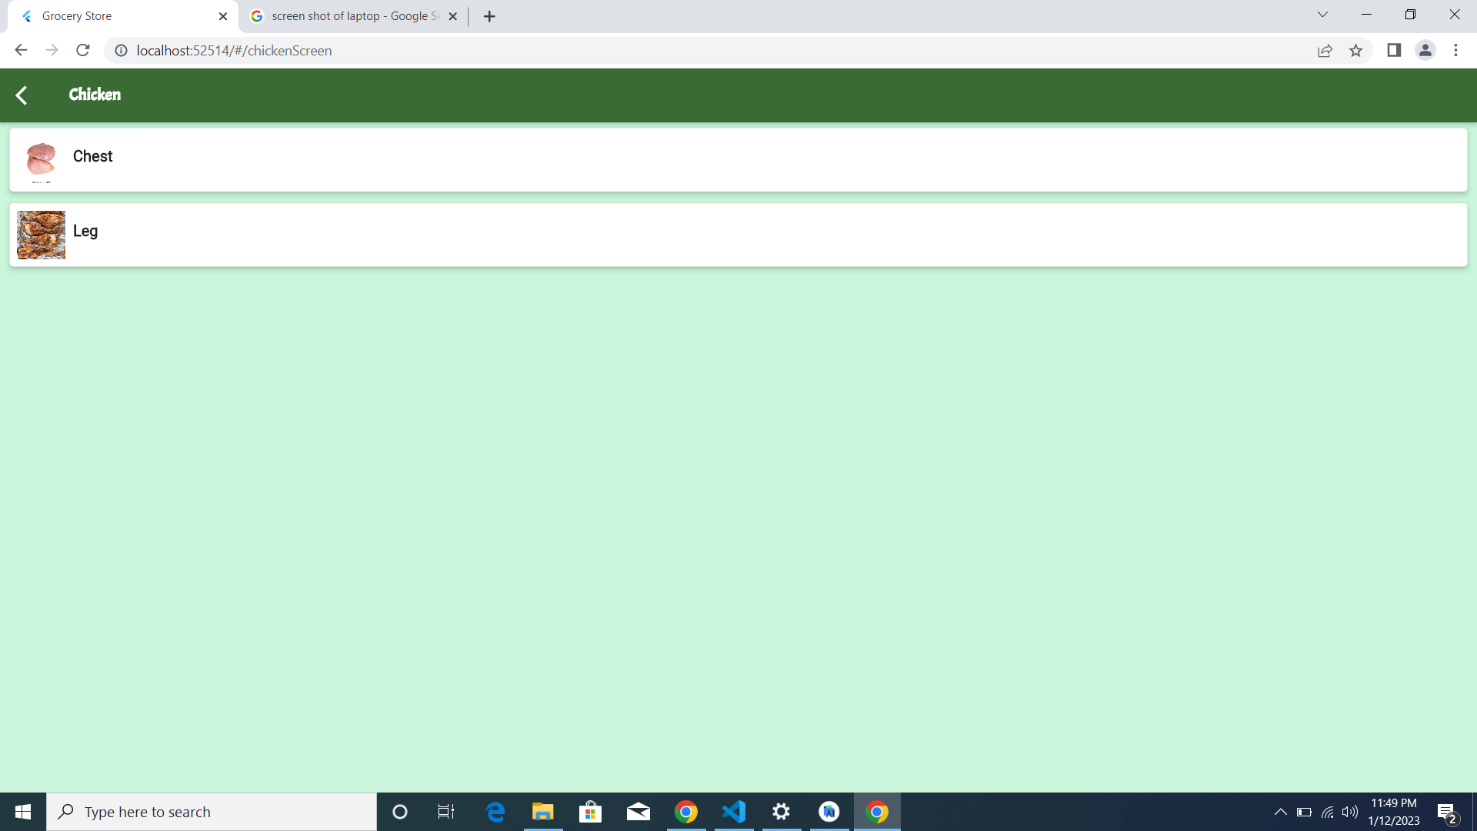 Grocery Store
screen shot of laptop - Google Se
localhost:52514/#/chickenScreen
Chicken
Chest
Leg
Type here to search
11:49 PM
1/12/2023
2